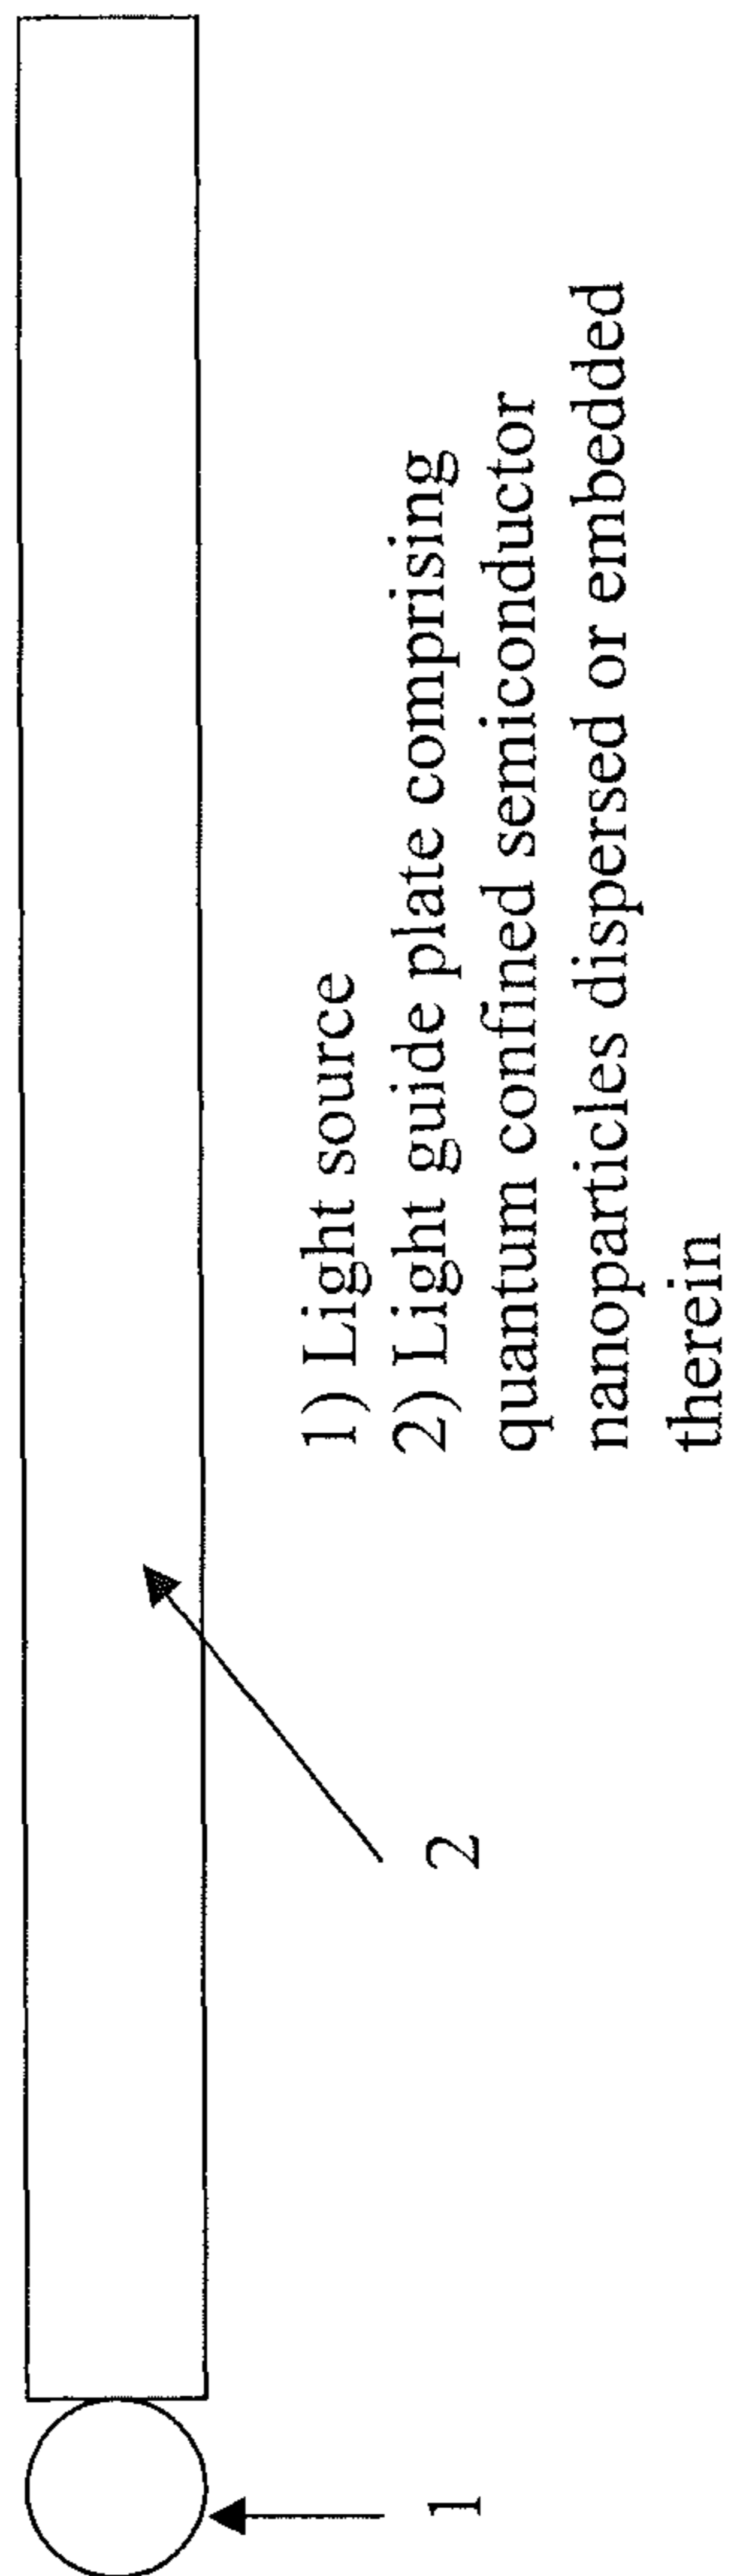 1) Light source
2) Light guide plate comprising
quantum confined semiconductor
nanoparticles dispersed or embedded
therein
2
1